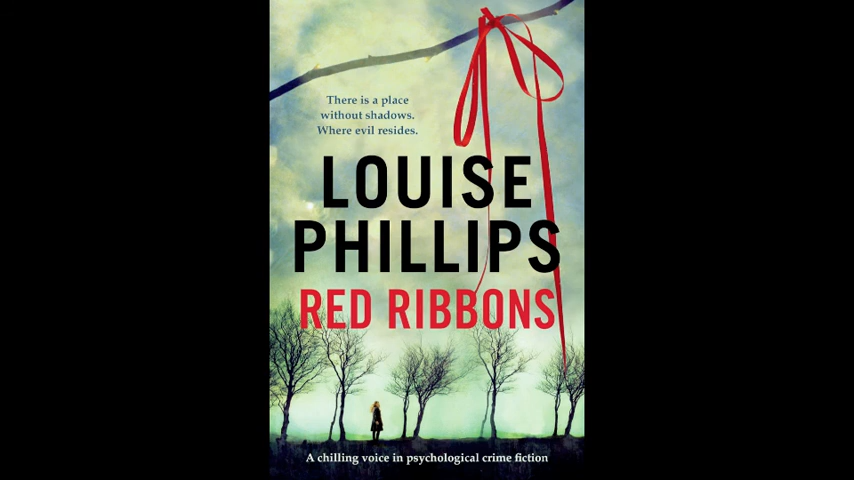 There is a place
without shadows.
Where evil resides.
LOUISE
PHILLIPS
RED RIBBONS
A chilling voice in psychological crime fiction